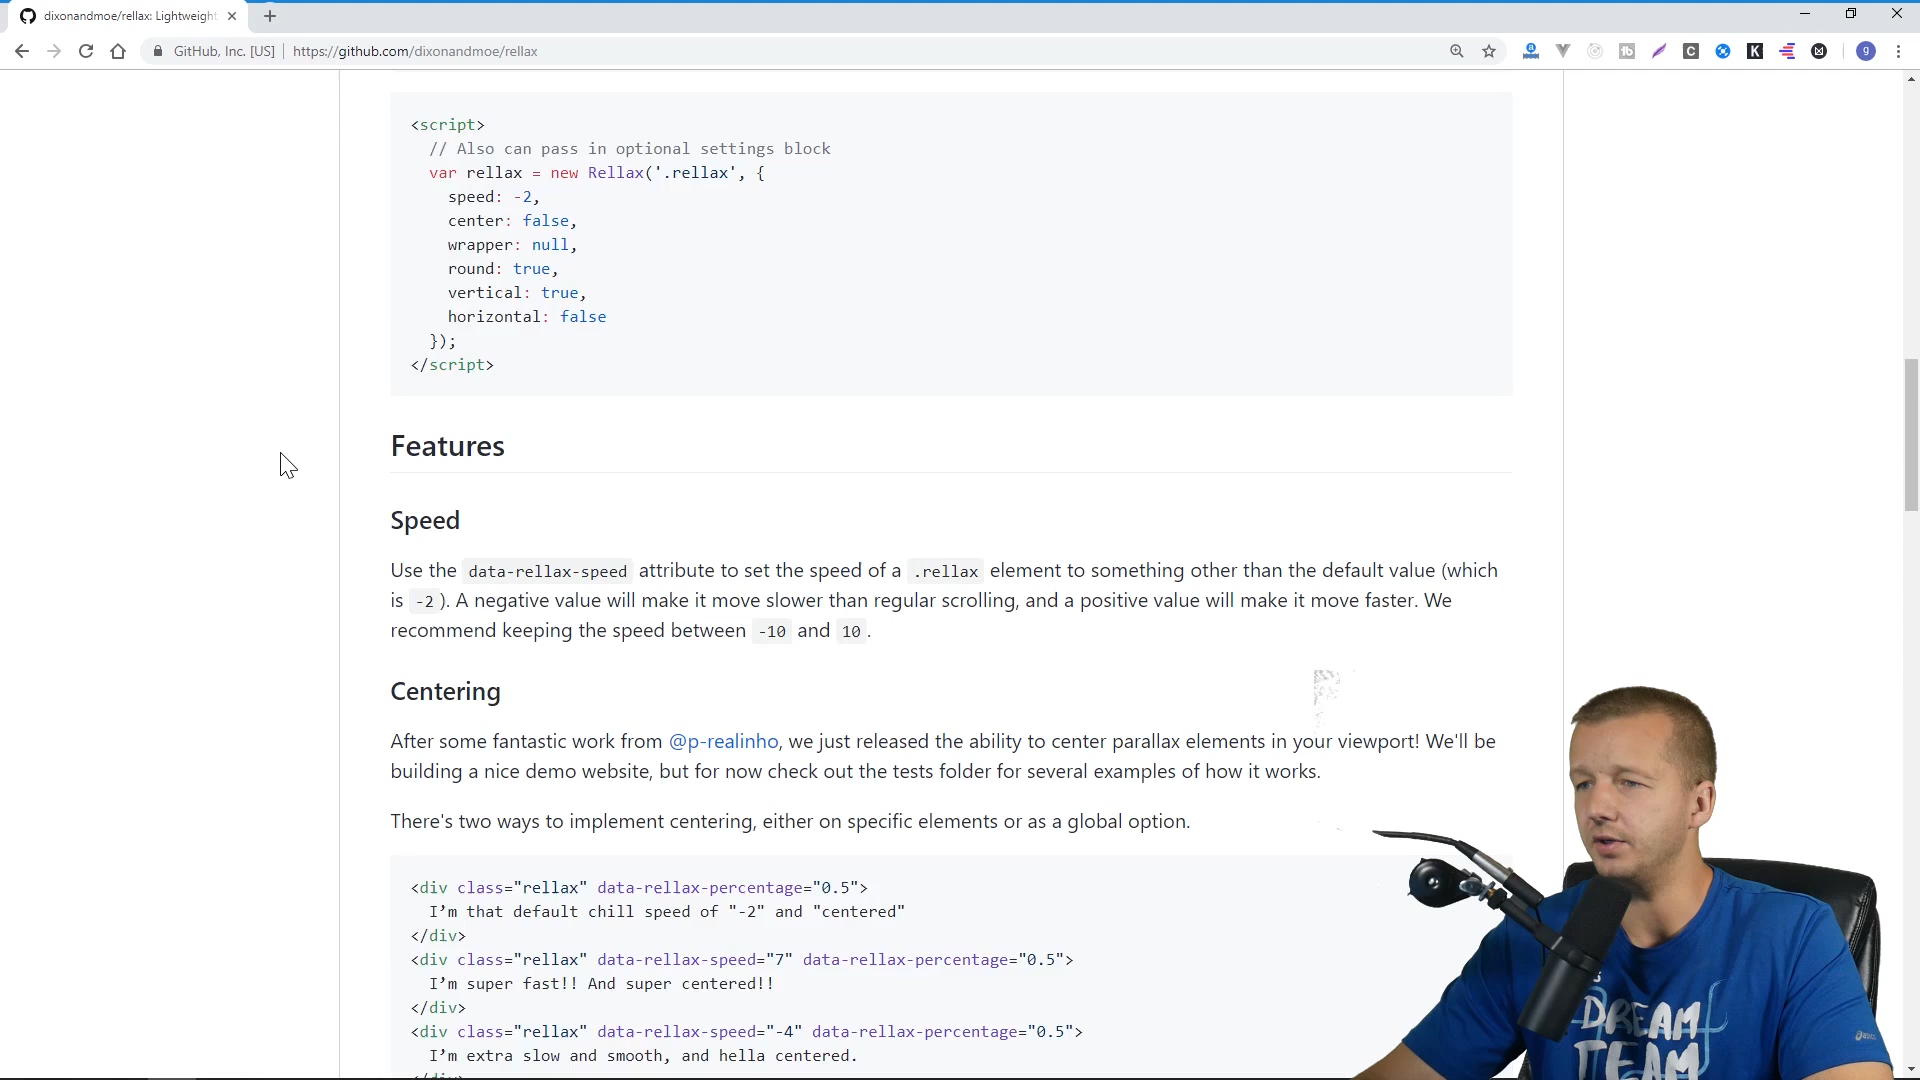 dixonandmoe/rellax: Lightweight
GitHub, Inc. [US] | https://github.com/dixonandmoe/rellax
<script>
// Also can pass in optional settings block
var rellax = new Rellax('.rellax', {
speed: -2,
center: false,
wrapper: null,
round: true,
vertical: true,
horizontal: false
});
</script>
Features
Speed
Use the data-rellax-speed attribute to set the speed of a .rellax element to something other than the default value (which
is -2 ). A negative value will make it move slower than regular scrolling, and a positive value will make it move faster. We
recommend keeping the speed between -10 and 10 .
Centering
After some fantastic work from @p-realinho, we just released the ability to center parallax elements in your viewport! We'll be
building a nice demo website, but for now check out the tests folder for several examples of how it works.
There's two ways to implement centering, either on specific elements or as a global option.
<div class="rellax" data-rellax-percentage="0.5">
I’m that default chill speed of "-2" and "centered"
</div>
<div class="rellax" data-rellax-speed="7" data-rellax-percentage="0.5">
I’m super fast!! And super centered!!
</div>
<div class="rellax" data-rellax-speed="-4" data-rellax-percentage="0.5">
I’m extra slow and smooth, and hella centered.
</div>
DREAM
TEAM
asics